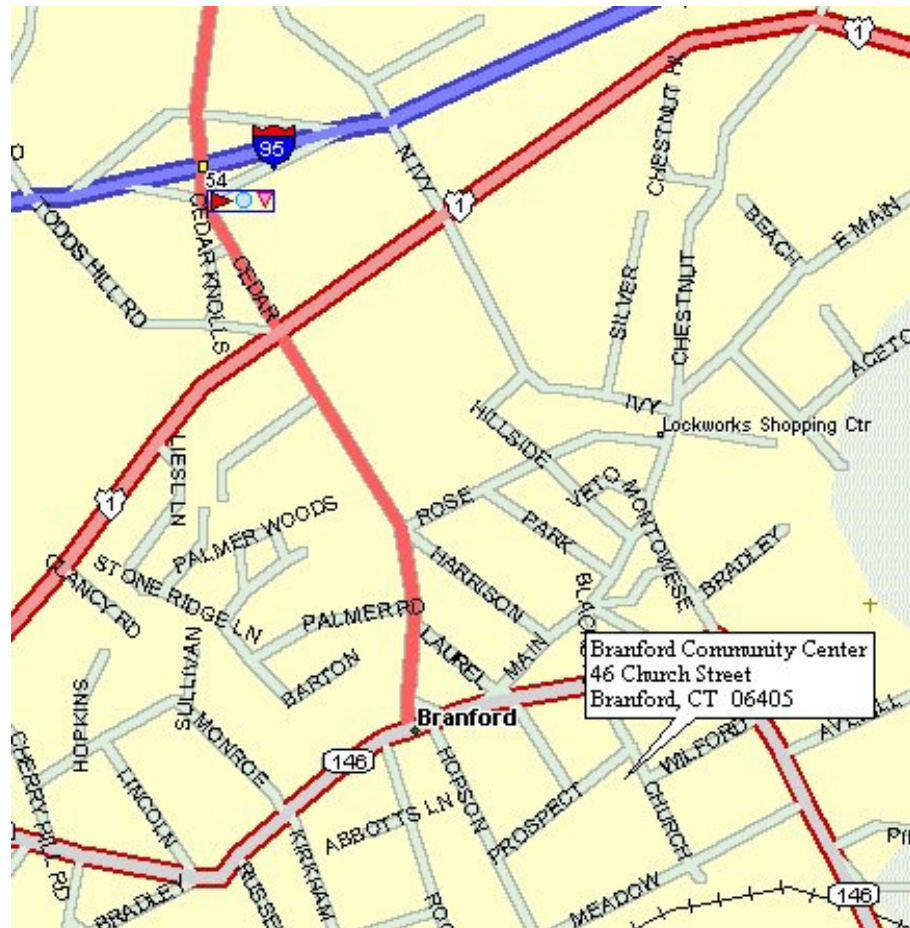 1
CHESTNUT PK
95
N IVY
54
TODDS HILL RD
CEDAR KNOLLS
CEDAR
1
BEACH
E MAIN
SILVER
CHESTNUT
IVY
Lockworks Shopping Ctr
HILLSIDE
LIESL LN
1
ROSE
VETO
MONTOWESE
PARK
PALMER WOODS
STONE RIDGE LN
CLANCY RD
HARRISON
BRADLEY
PALMER RD
LAUREL
MAIN
BARTON
SULLIVAN
HOPKINS
Branford Community Center
46 Church Street
Branford, CT 06405
Branford
MONROE
146
HOPSON
WILFORD
CHERRY HILL RD
LINCOLN
ABBOTTS LN
PROSPECT
CHURCH
KIRKHAM
BRADLEY
MEADOW
146